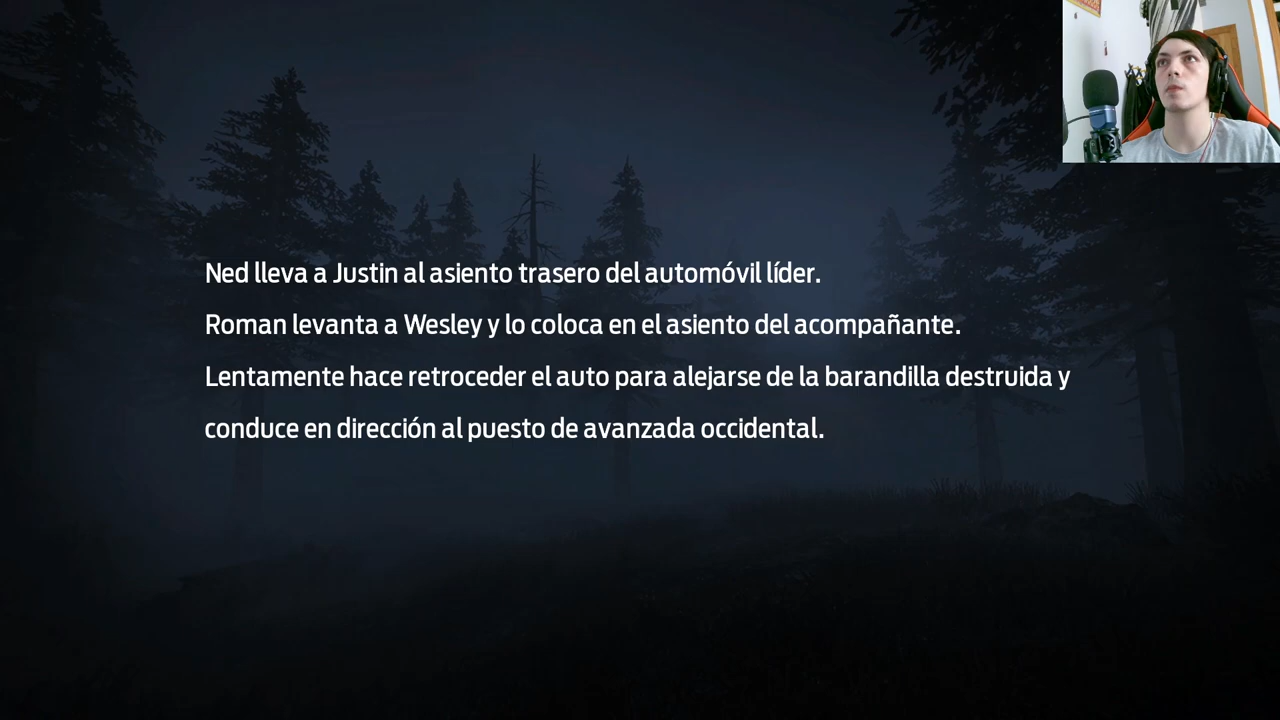 Ned lleva a Justin al asiento trasero del automóvil líder.
Roman levanta a Wesley y lo coloca en el asiento del acompañante.
Lentamente hace retroceder el auto para alejarse de la barandilla destruida y
conduce en dirección al puesto de avanzada occidental.